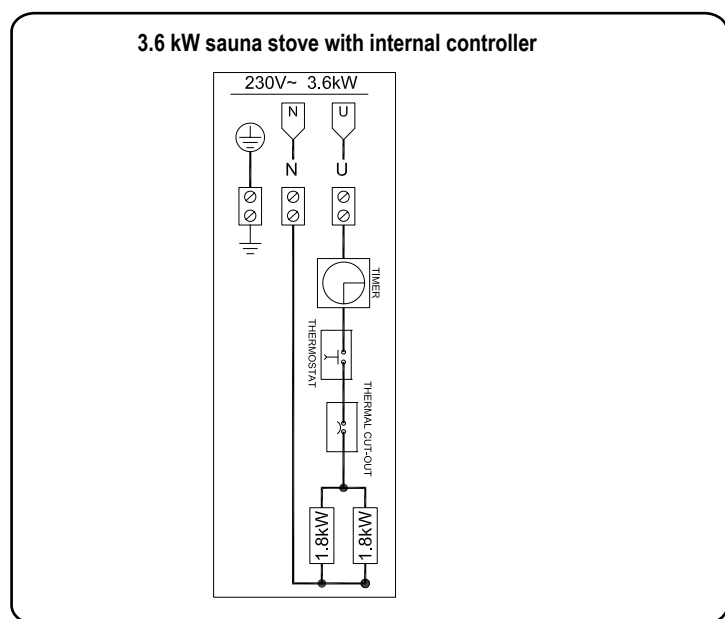 3.6 kW sauna stove with internal controller
230V~ 3.6kW
N U
N U
TIMER
THERMOSTAT
THERMAL CUT-OUT
1.8kW 1.8kW